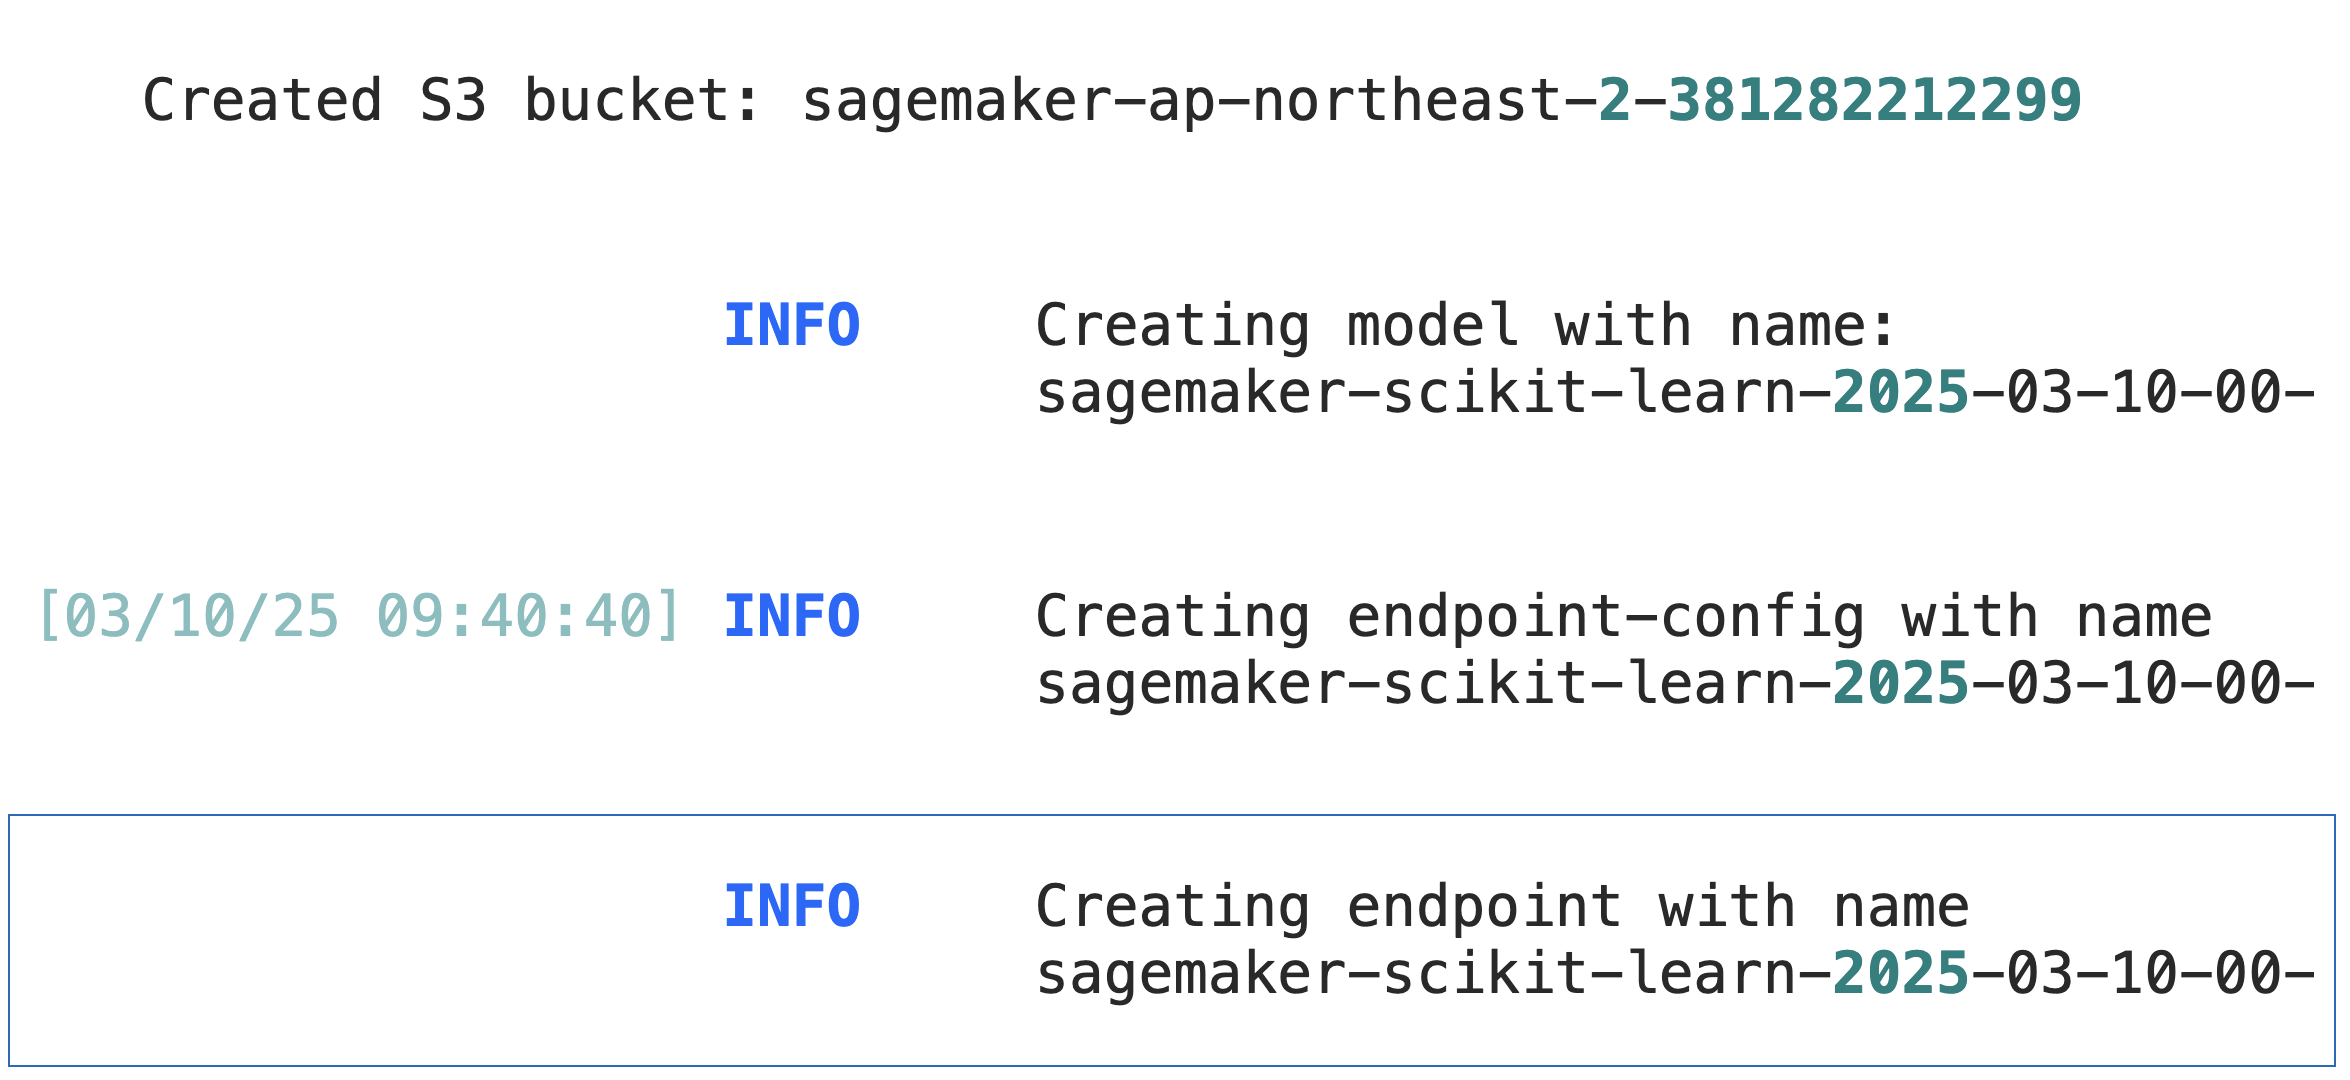 Created S3 bucket: sagemaker-ap-northeast-2-381282212299
INFO Creating model with name:
sagemaker-scikit-learn-2025-03-10-00-
[03/10/25 09:40:40] INFO Creating endpoint-config with name
sagemaker-scikit-learn-2025-03-10-00-
INFO Creating endpoint with name
sagemaker-scikit-learn-2025-03-10-00-